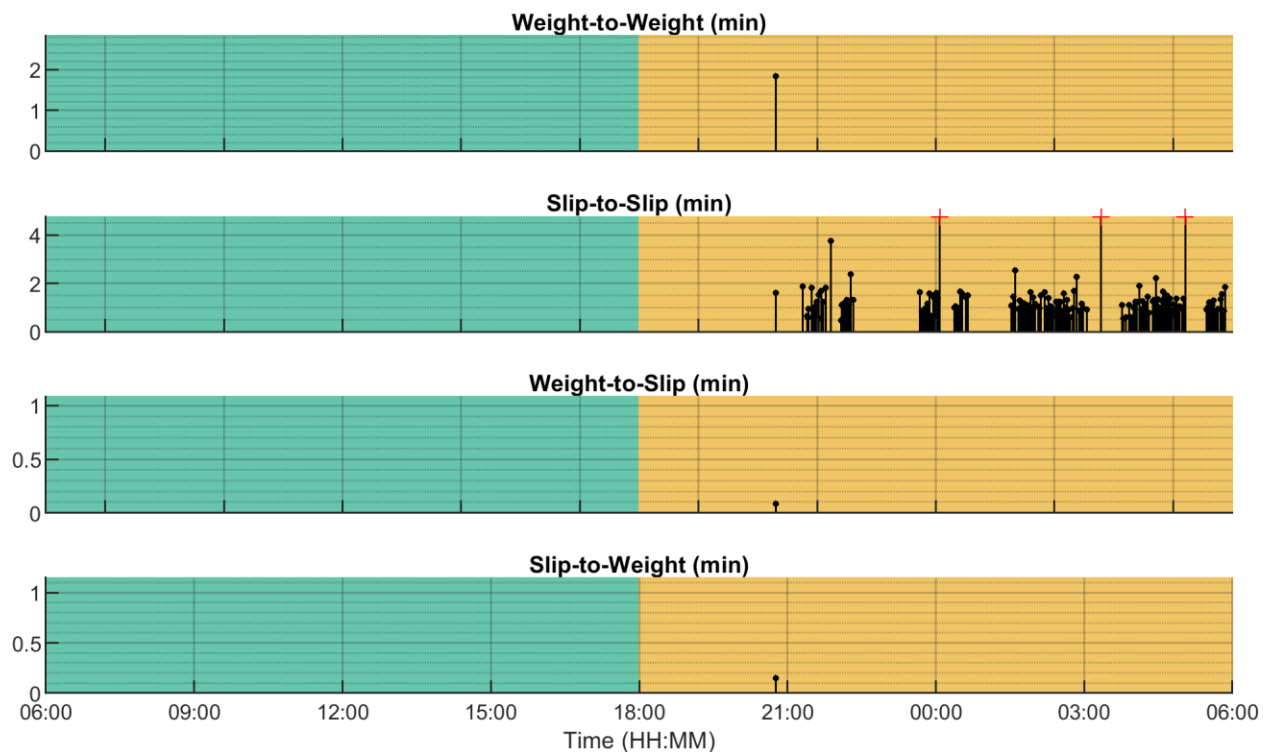 Weight-to-Weight (min)
2
1
0
Slip-to-Slip (min)
4
2
0
Weight-to-Slip (min)
1
0.5
0
Slip-to-Weight (min)
1
0.5
0
06:00 09:00 12:00 15:00 18:00 21:00 00:00 03:00 06:00
Time (HH:MM)